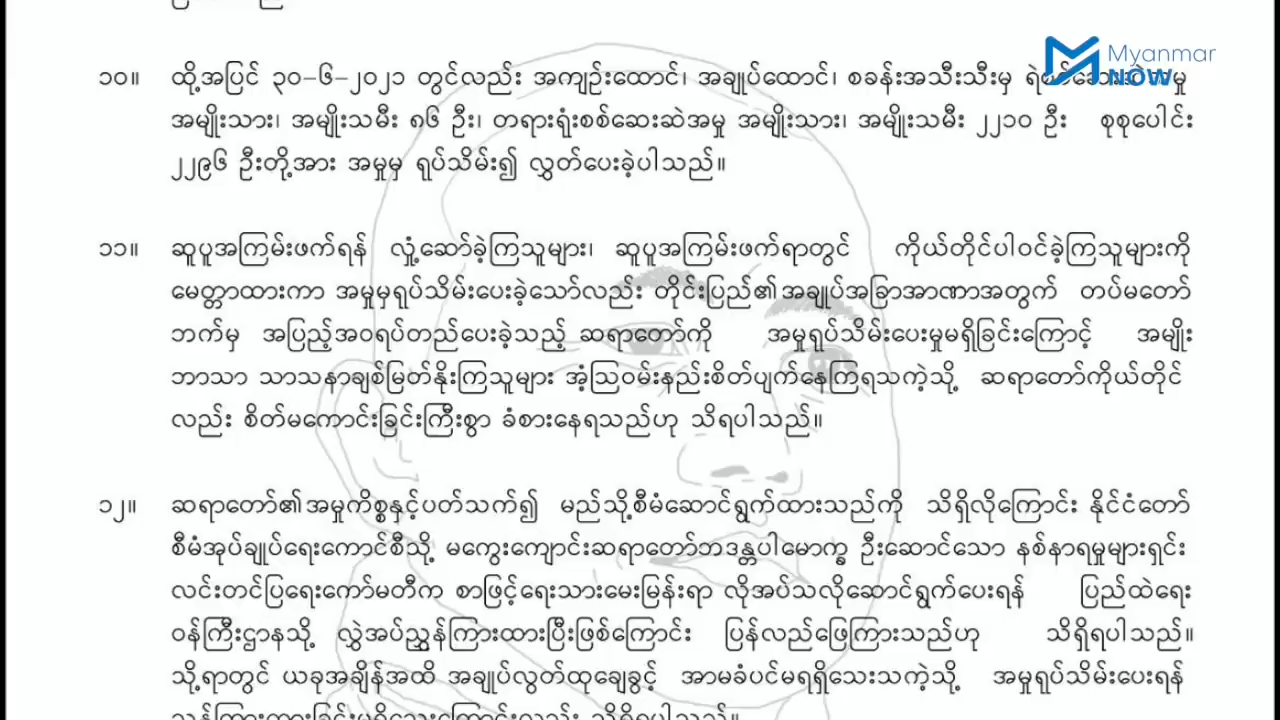 Myanmar
NOW
၁၀။ ထို့အပြင် ၃၀−၆−၂၀၂၁ တွင်လည်း အကျဉ်းထောင်၊ အချုပ်ထောင်၊ စခန်းအသီးသီးမှ
အမျိုးသား၊ အမျိုးသမီး ၈၆ ဦး၊ တရားရုံးစစ်ဆေးဆဲအမှု အမျိုးသား၊ အမျိုးသမီး ၂၂၁၀ ဦး စုစုပေါင်း
၂၂၉၆ ဦးတို့အား အမှုမှ ရုပ်သိမ်း၍ လွှတ်ပေးခဲ့ပါသည်။
၁၁။ ဆူပူအကြမ်းဖက်ရန် လှုံ့ဆော်ခဲ့ကြသူများ၊ ဆူပူအကြမ်းဖက်ရာတွင် ကိုယ်တိုင်ပါဝင်ခဲ့ကြသူများကို
မေတ္တာထားကာ အမှုမှရုပ်သိမ်းပေးခဲ့သော်လည်း တိုင်းပြည်၏အချုပ်အခြာအာဏာအတွက် တပ်မတော်
ဘက်မှ အပြည့်အဝရပ်တည်ပေးခဲ့သည့် ဆရာတော်ကို အမှုရုပ်သိမ်းပေးမှုမရှိခြင်းကြောင့် အမျိုး
ဘာသာ သာသနာချစ်မြတ်နိုးကြသူများ အံ့ဩဝမ်းနည်းစိတ်ပျက်နေကြရသကဲ့သို့ ဆရာတော်ကိုယ်တိုင်
လည်း စိတ်မကောင်းခြင်းကြီးစွာ ခံစားနေရသည်ဟု သိရပါသည်။
၁၂။ ဆရာတော်၏အမှုကိစ္စနှင့်ပတ်သက်၍ မည်သို့စီမံဆောင်ရွက်ထားသည်ကို သိရှိလိုကြောင်း နိုင်ငံတော်
စီမံအုပ်ချုပ်ရေးကောင်စီသို့ မကွေးကျောင်းဆရာတော်ဘဒန္တပါမောက္ခ ဦးဆောင်သော နစ်နာရမှုများရှင်း
လင်းတင်ပြရေးကော်မတီက စာဖြင့်ရေးသားမေးမြန်းရာ လိုအပ်သလိုဆောင်ရွက်ပေးရန် ပြည်ထဲရေး
ဝန်ကြီးဌာနသို့ လွှဲအပ်ညွှန်ကြားထားပြီးဖြစ်ကြောင်း ပြန်လည်ဖြေကြားသည်ဟု သိရှိရပါသည်။
သို့ရာတွင် ယခုအချိန်အထိ အချုပ်လွတ်ထုချေခွင့် အာမခံပင်မရရှိသေးသကဲ့သို့ အမှုရုပ်သိမ်းပေးရန်